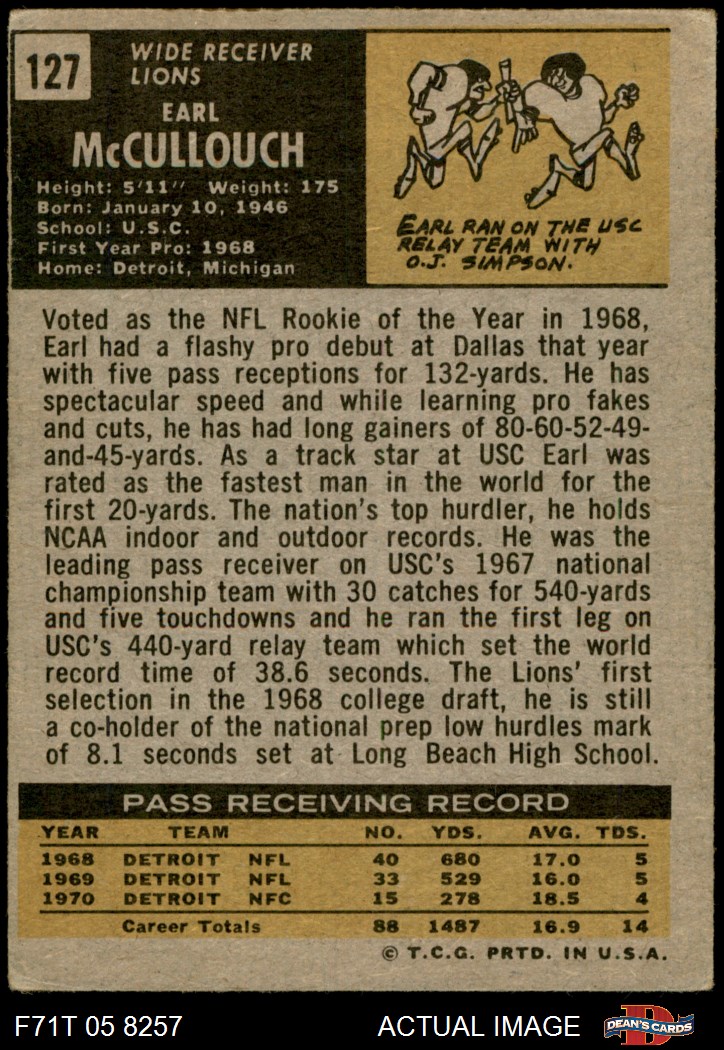 127
WIDE RECEIVER
LIONS
EARL
McCULLOUCH
Height: 5'11" Weight: 175
Born: January 10, 1946
School: U.S.C.
First Year Pro: 1968
Home: Detroit, Michigan
EARL RAN ON THE USC
RELAY TEAM WITH
O.J. SIMPSON.
Voted as the NFL Rookie of the Year in 1968,
Earl had a flashy pro debut at Dallas that year
with five pass receptions for 132-yards. He has
spectacular speed and while learning pro fakes
and cuts, he has had long gainers of 80-60-52-49-
and-45-yards. As a track star at USC Earl was
rated as the fastest man in the world for the
first 20-yards. The nation's top hurdler, he holds
NCAA indoor and outdoor records. He was the
leading pass receiver on USC's 1967 national
championship team with 30 catches for 540-yards
and five touchdowns and he ran the first leg on
USC's 440-yard relay team which set the world
record time of 38.6 seconds. The Lions' first
selection in the 1968 college draft, he is still
a co-holder of the national prep low hurdles mark
of 8.1 seconds set at Long Beach High School.
PASS RECEIVING RECORD
YEAR TEAM NO. YDS. AVG. TDS.
1968 DETROIT NFL 40 680 17.0 5
1969 DETROIT NFL 33 529 16.0 5
1970 DETROIT NFC 15 278 18.5 4
Career Totals 88 1487 16.9 14
© T.C.G. PRTD. IN U.S.A.
F71T 05 8257 ACTUAL IMAGE D DEAN'S CARDS